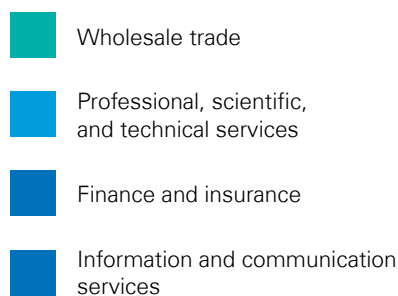 Wholesale trade
Professional, scientific,
and technical services
Finance and insurance
Information and communication
services